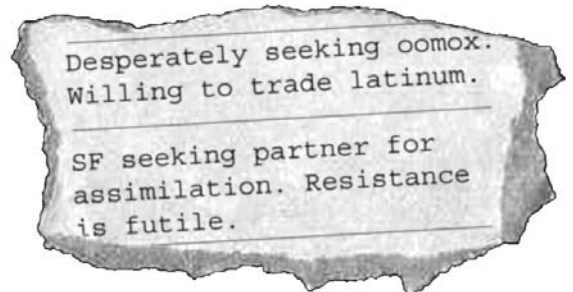 Desperately seeking oomox.
Willing to trade latinum.
SF seeking partner for
assimilation. Resistance
is futile.